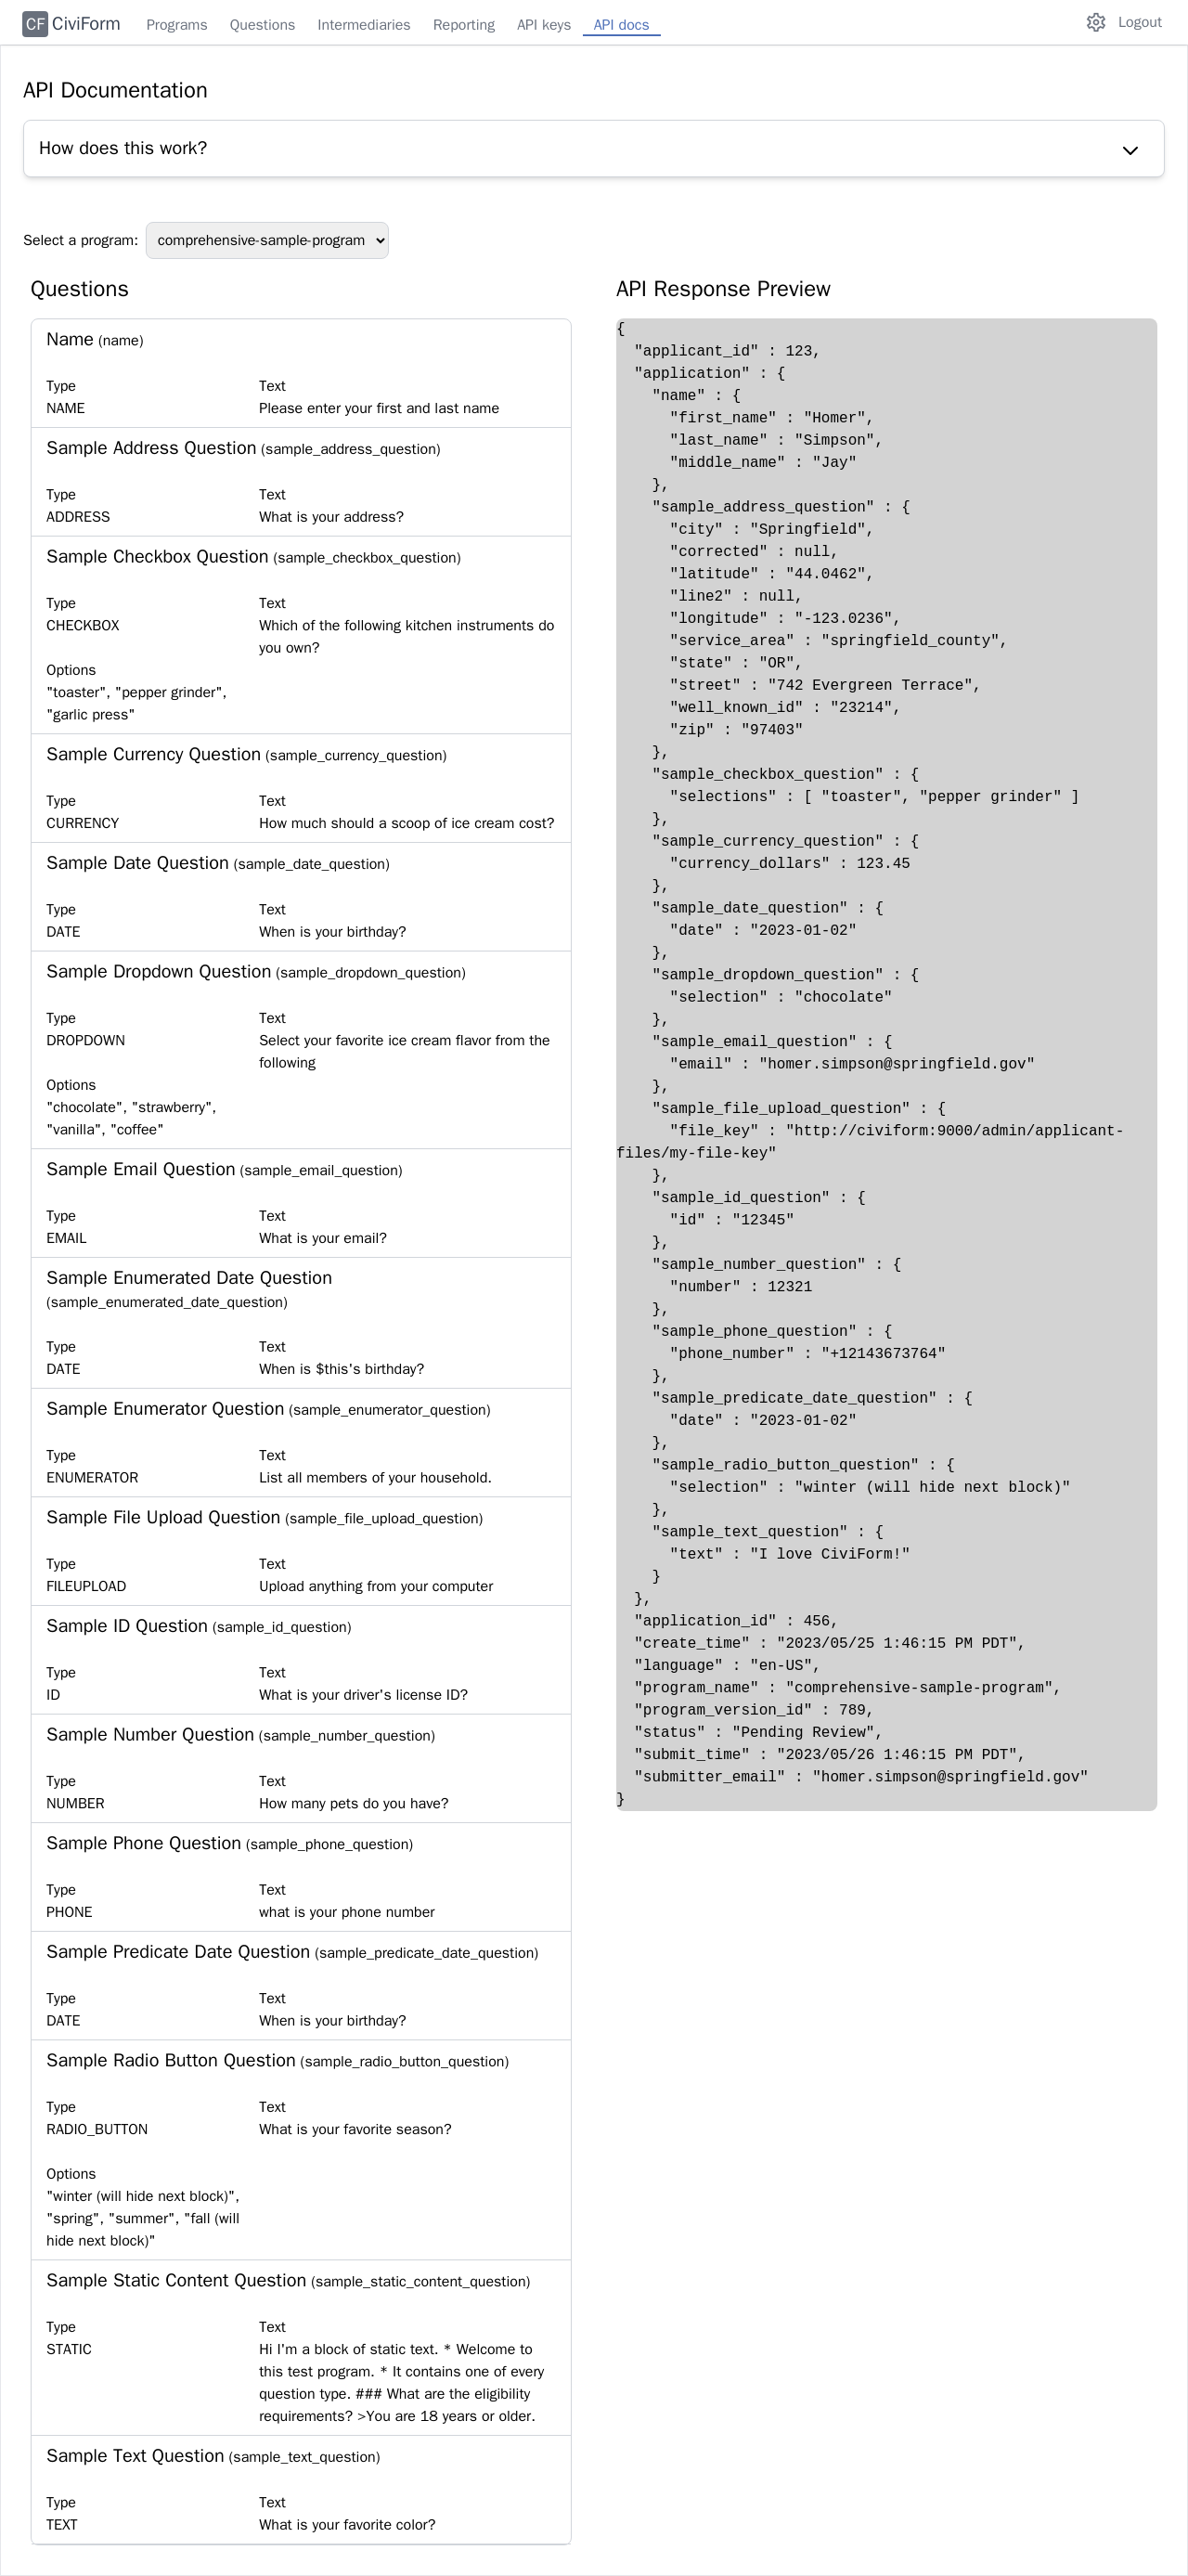 CF CiviForm Programs Questions Intermediaries Reporting API keys API docs Logout
API Documentation
How does this work?
Select a program: comprehensive-sample-program
Questions
Name (name)
Type Text
NAME Please enter your first and last name
Sample Address Question (sample_address_question)
Type Text
ADDRESS What is your address?
Sample Checkbox Question (sample_checkbox_question)
Type Text
CHECKBOX Which of the following kitchen instruments do
you own?
Options
"toaster", "pepper grinder",
"garlic press"
Sample Currency Question (sample_currency_question)
Type Text
CURRENCY How much should a scoop of ice cream cost?
Sample Date Question (sample_date_question)
Type Text
DATE When is your birthday?
Sample Dropdown Question (sample_dropdown_question)
Type Text
DROPDOWN Select your favorite ice cream flavor from the
following
Options
"chocolate", "strawberry",
"vanilla", "coffee"
Sample Email Question (sample_email_question)
Type Text
EMAIL What is your email?
Sample Enumerated Date Question
(sample_enumerated_date_question)
Type Text
DATE When is $this's birthday?
Sample Enumerator Question (sample_enumerator_question)
Type Text
ENUMERATOR List all members of your household.
Sample File Upload Question (sample_file_upload_question)
Type Text
FILEUPLOAD Upload anything from your computer
Sample ID Question (sample_id_question)
Type Text
ID What is your driver's license ID?
Sample Number Question (sample_number_question)
Type Text
NUMBER How many pets do you have?
Sample Phone Question (sample_phone_question)
Type Text
PHONE what is your phone number
Sample Predicate Date Question (sample_predicate_date_question)
Type Text
DATE When is your birthday?
Sample Radio Button Question (sample_radio_button_question)
Type Text
RADIO_BUTTON What is your favorite season?
Options
"winter (will hide next block)",
"spring", "summer", "fall (will
hide next block)"
Sample Static Content Question (sample_static_content_question)
Type Text
STATIC Hi I'm a block of static text. * Welcome to
this test program. * It contains one of every
question type. ### What are the eligibility
requirements? >You are 18 years or older.
Sample Text Question (sample_text_question)
Type Text
TEXT What is your favorite color?
API Response Preview
{
  "applicant_id" : 123,
  "application" : {
    "name" : {
      "first_name" : "Homer",
      "last_name" : "Simpson",
      "middle_name" : "Jay"
    },
    "sample_address_question" : {
      "city" : "Springfield",
      "corrected" : null,
      "latitude" : "44.0462",
      "line2" : null,
      "longitude" : "-123.0236",
      "service_area" : "springfield_county",
      "state" : "OR",
      "street" : "742 Evergreen Terrace",
      "well_known_id" : "23214",
      "zip" : "97403"
    },
    "sample_checkbox_question" : {
      "selections" : [ "toaster", "pepper grinder" ]
    },
    "sample_currency_question" : {
      "currency_dollars" : 123.45
    },
    "sample_date_question" : {
      "date" : "2023-01-02"
    },
    "sample_dropdown_question" : {
      "selection" : "chocolate"
    },
    "sample_email_question" : {
      "email" : "homer.simpson@springfield.gov"
    },
    "sample_file_upload_question" : {
      "file_key" : "http://civiform:9000/admin/applicant-
files/my-file-key"
    },
    "sample_id_question" : {
      "id" : "12345"
    },
    "sample_number_question" : {
      "number" : 12321
    },
    "sample_phone_question" : {
      "phone_number" : "+12143673764"
    },
    "sample_predicate_date_question" : {
      "date" : "2023-01-02"
    },
    "sample_radio_button_question" : {
      "selection" : "winter (will hide next block)"
    },
    "sample_text_question" : {
      "text" : "I love CiviForm!"
    }
  },
  "application_id" : 456,
  "create_time" : "2023/05/25 1:46:15 PM PDT",
  "language" : "en-US",
  "program_name" : "comprehensive-sample-program",
  "program_version_id" : 789,
  "status" : "Pending Review",
  "submit_time" : "2023/05/26 1:46:15 PM PDT",
  "submitter_email" : "homer.simpson@springfield.gov"
}